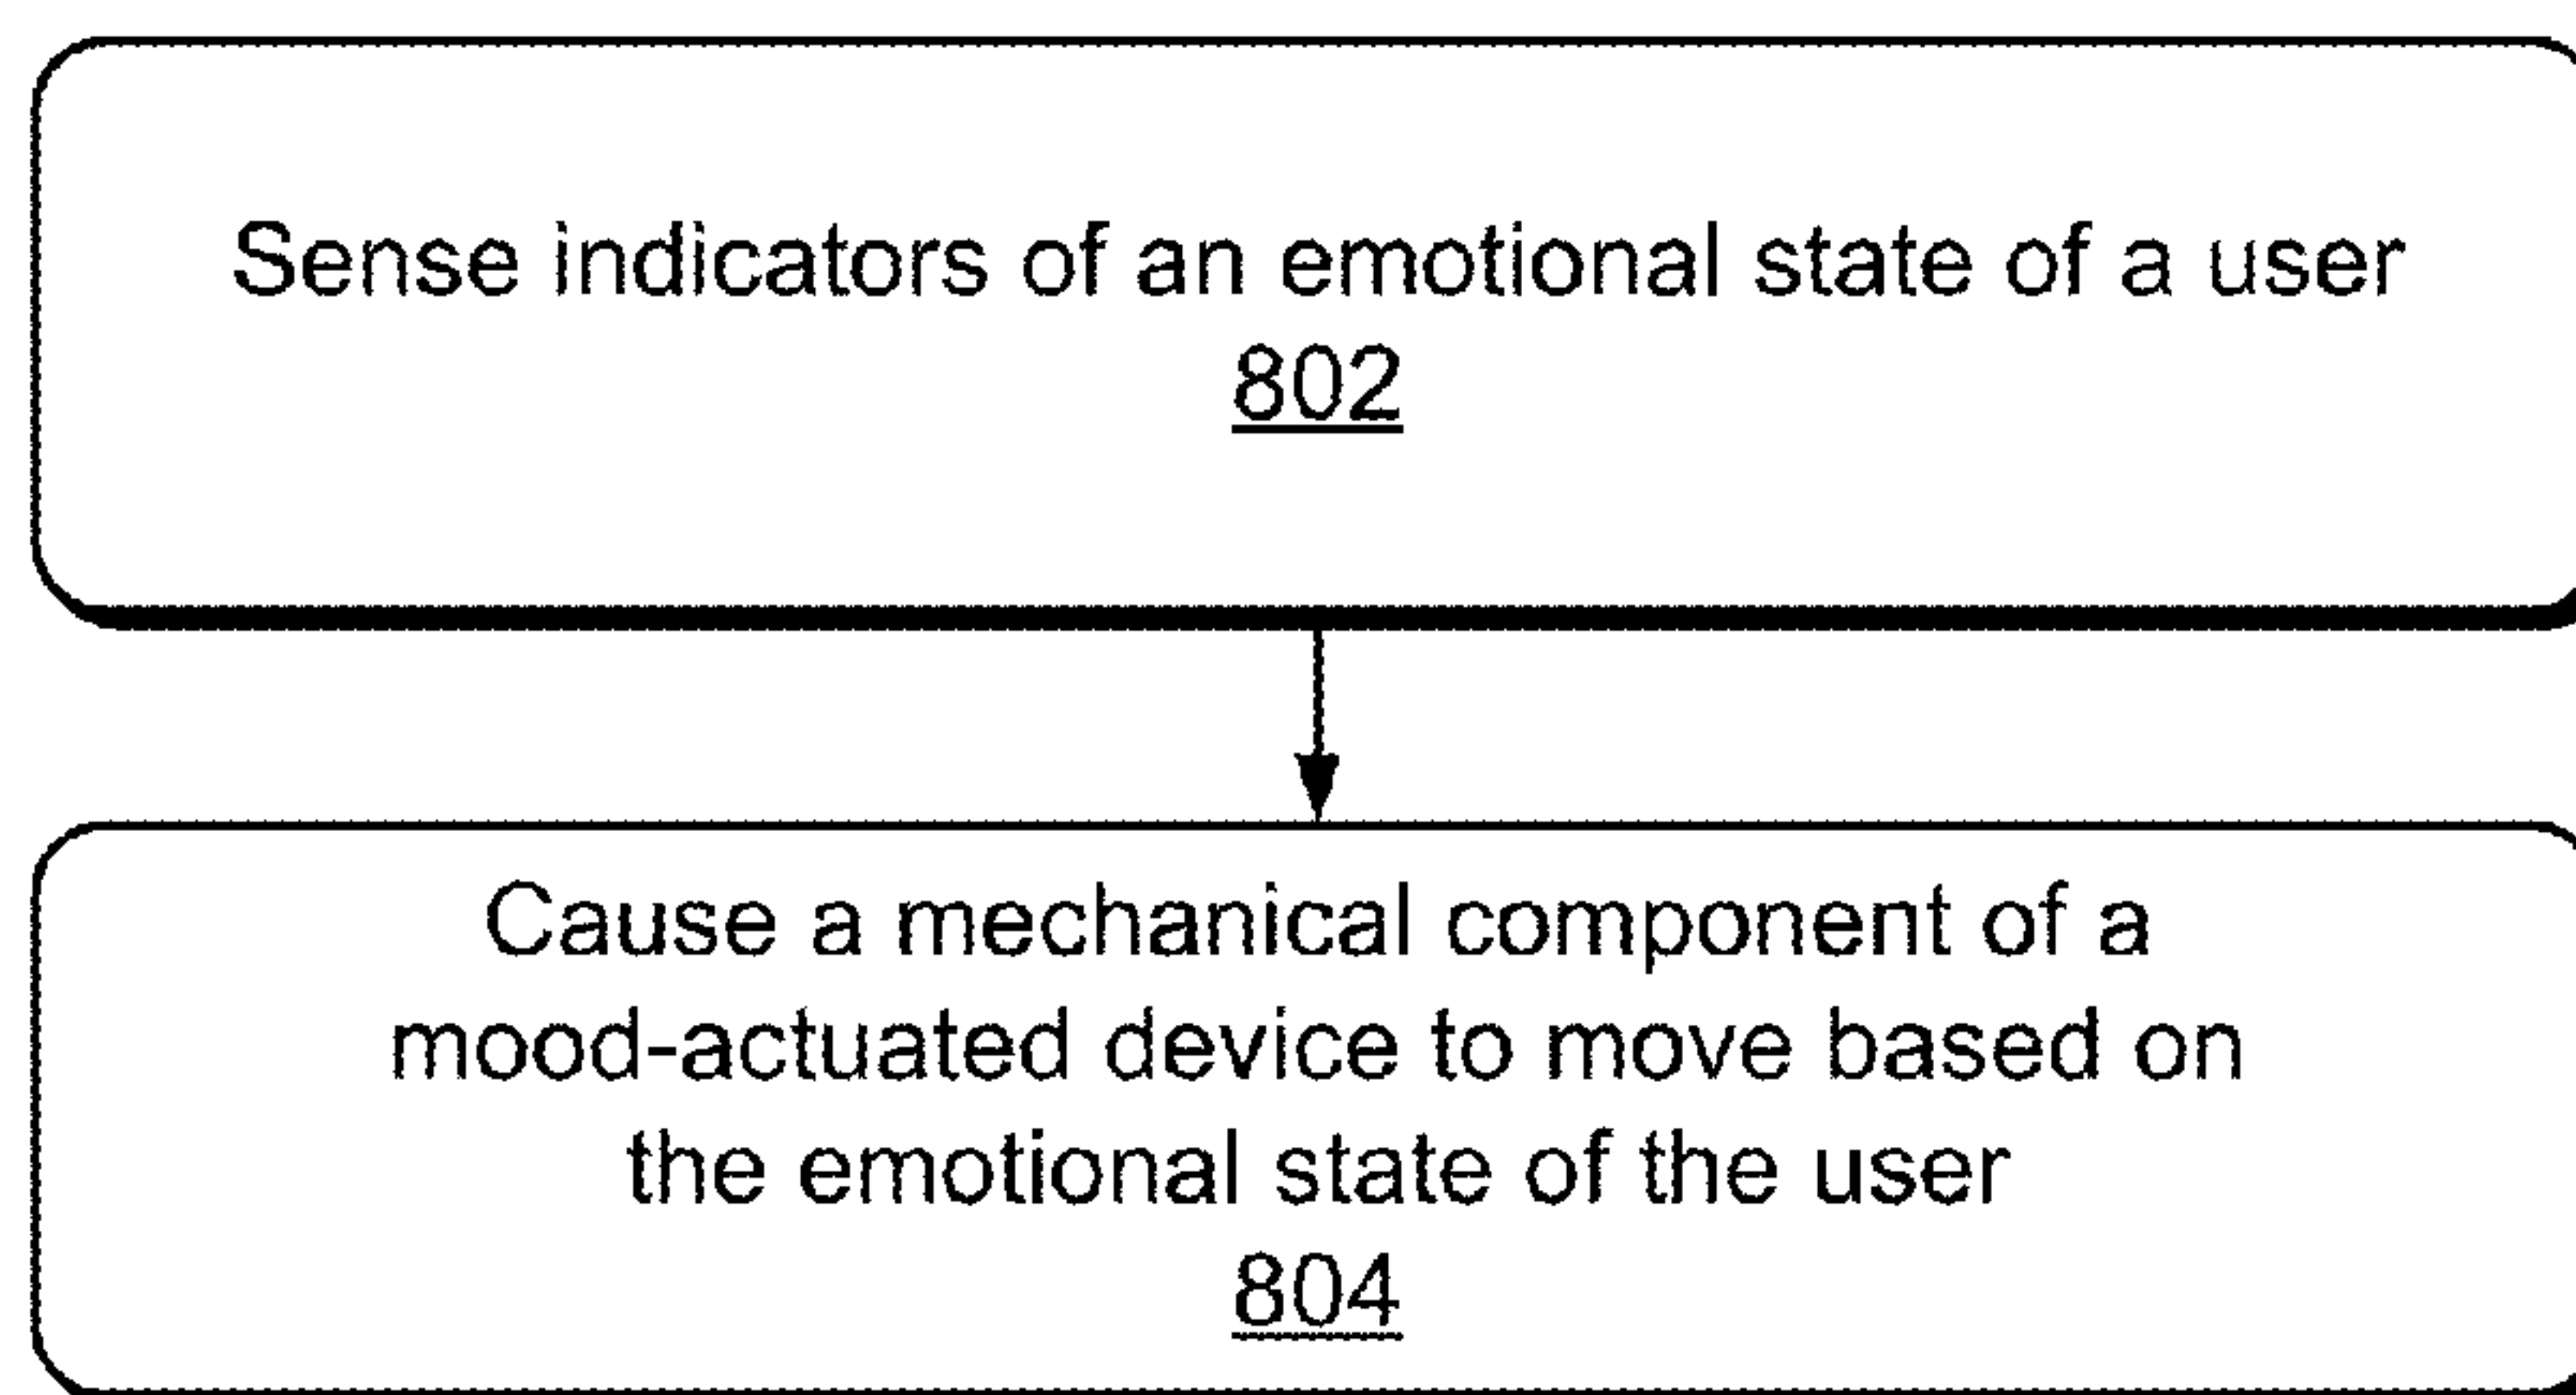 Sense indicators of an emotional state of a user
802
Cause a mechanical component of a
mood-actuated device to move based on
the emotional state of the user
804